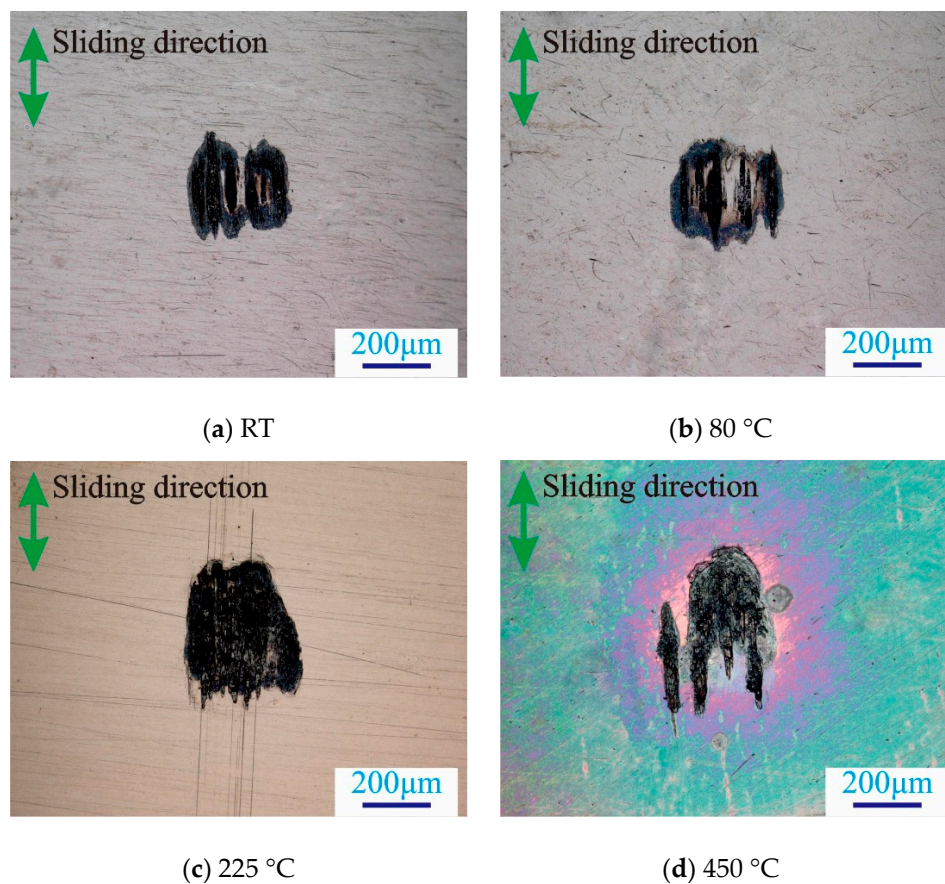 Sliding direction
200μm
(a) RT
Sliding direction
200μm
(b) 80 °C
Sliding direction
200μm
(c) 225 °C
Sliding direction
200μm
(d) 450 °C